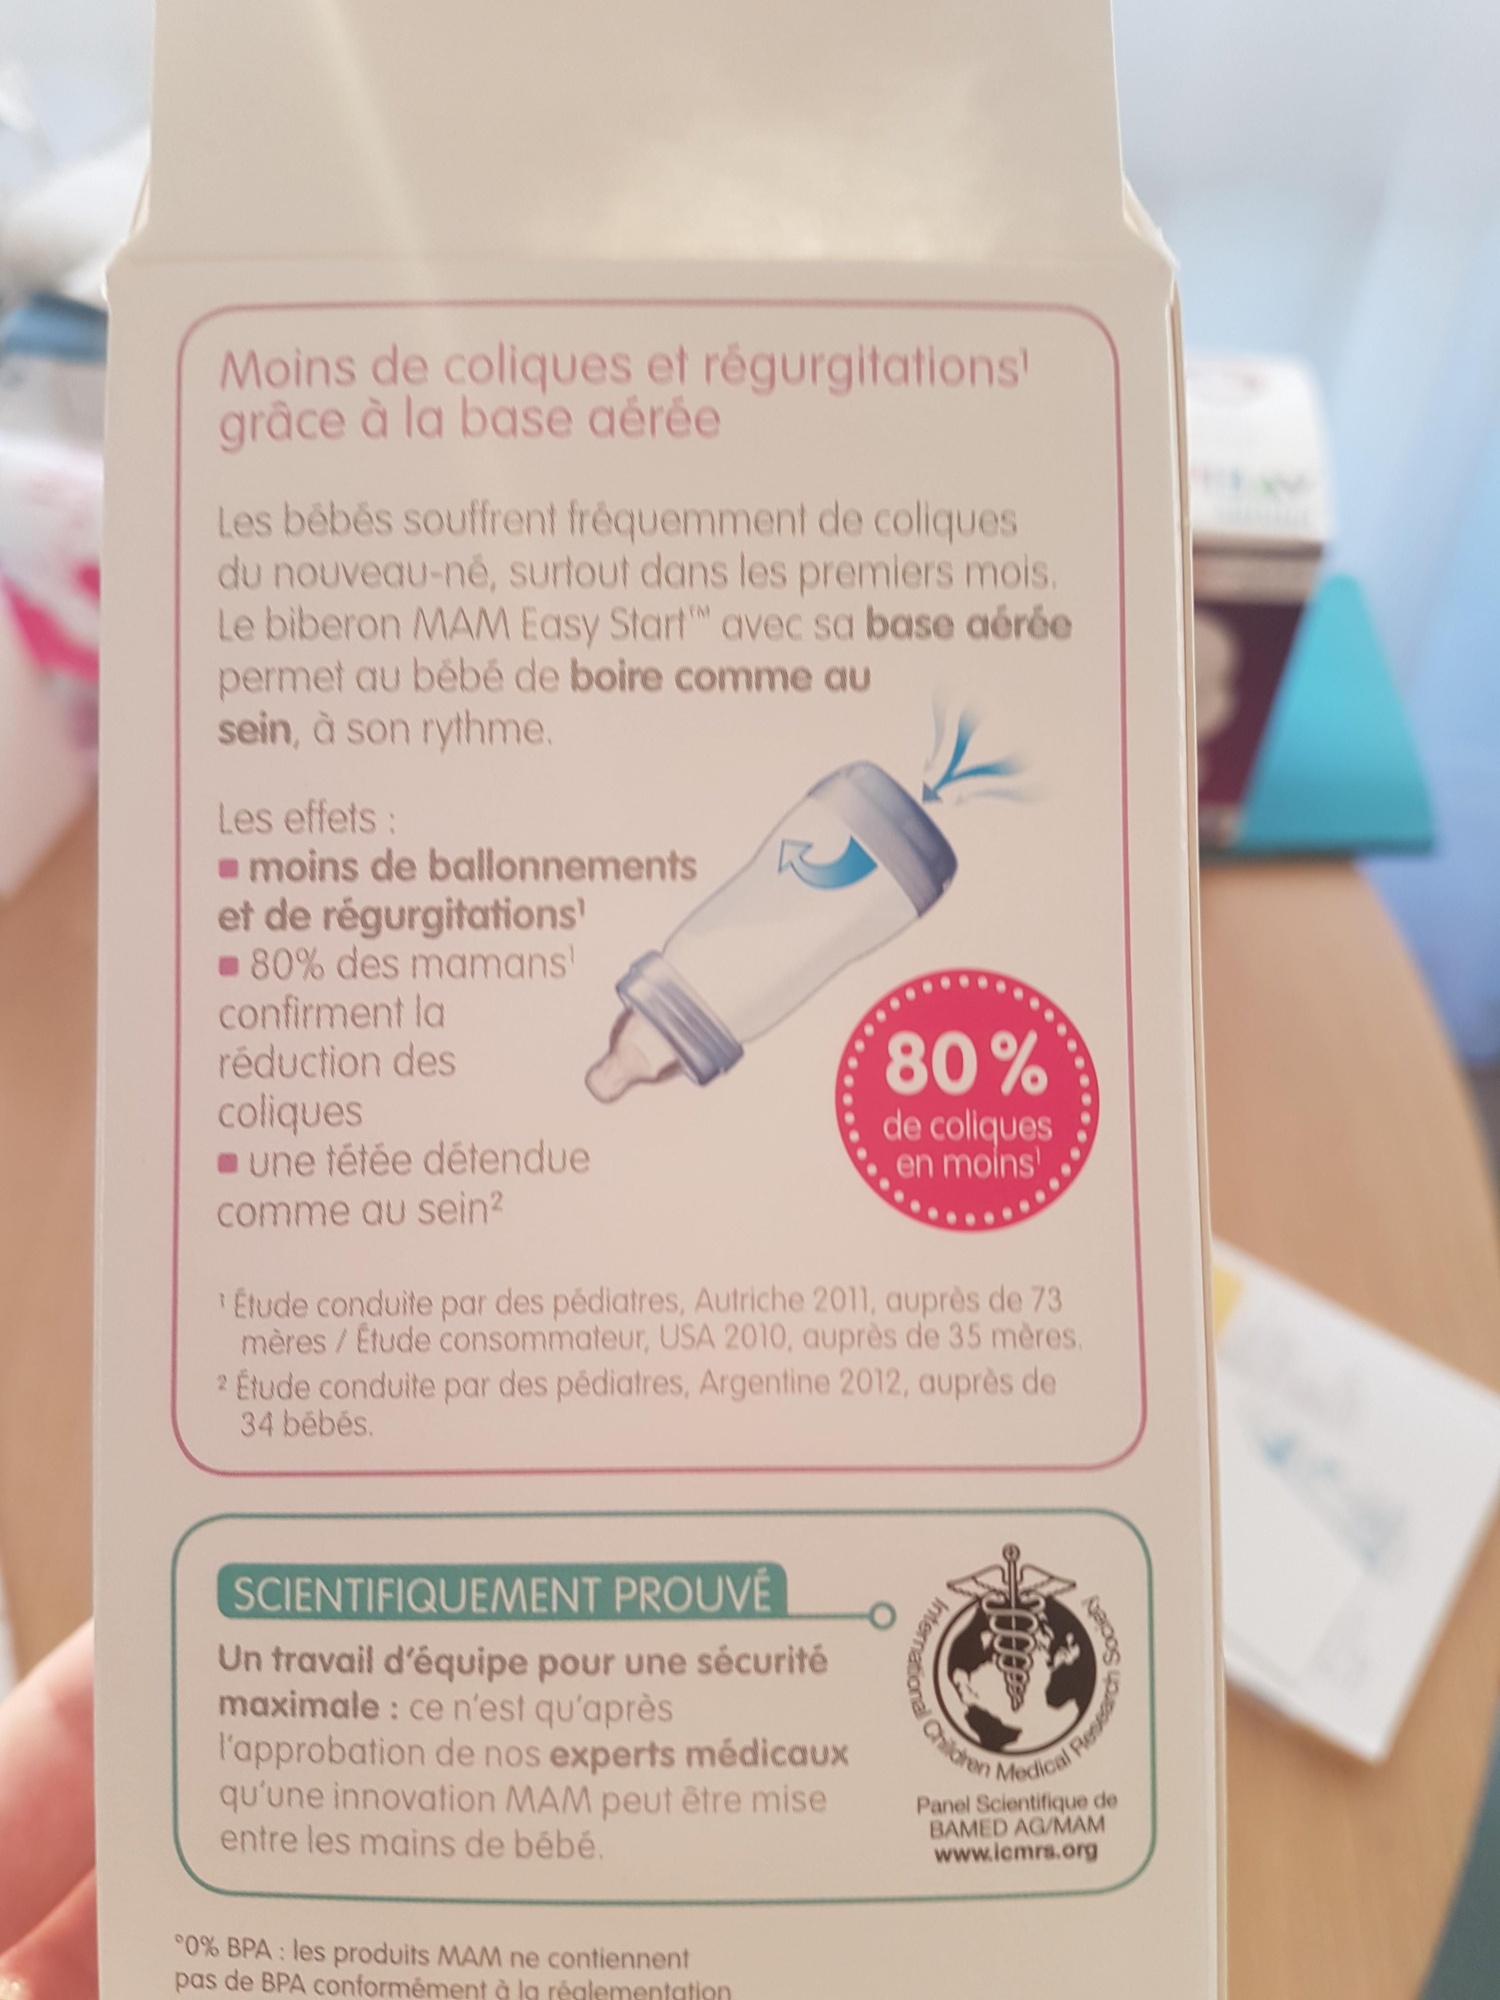 Moins de coliques et régurgitations¹
grâce à la base aérée
Les bébés souffrent fréquemment de coliques
du nouveau-né, surtout dans les premiers mois.
Le biberon MAM Easy Start™ avec sa base aérée
permet au bébé de boire comme au
sein, à son rythme.
Les effets :
▪ moins de ballonnements
et de régurgitations¹
▪ 80% des mamans¹
confirment la
réduction des
coliques
▪ une tétée détendue
comme au sein²
80 %
de coliques
en moins¹
¹ Étude conduite par des pédiatres, Autriche 2011, auprès de 73
mères / Étude consommateur, USA 2010, auprès de 35 mères.
² Étude conduite par des pédiatres, Argentine 2012, auprès de
34 bébés.
SCIENTIFIQUEMENT PROUVÉ
Un travail d'équipe pour une sécurité
maximale : ce n'est qu'après
l'approbation de nos experts médicaux
qu'une innovation MAM peut être mise
entre les mains de bébé.
International Children Medical Research Society
Panel Scientifique de
BAMED AG/MAM
www.icmrs.org
°0% BPA : les produits MAM ne contiennent
pas de BPA conformément à la réglementation